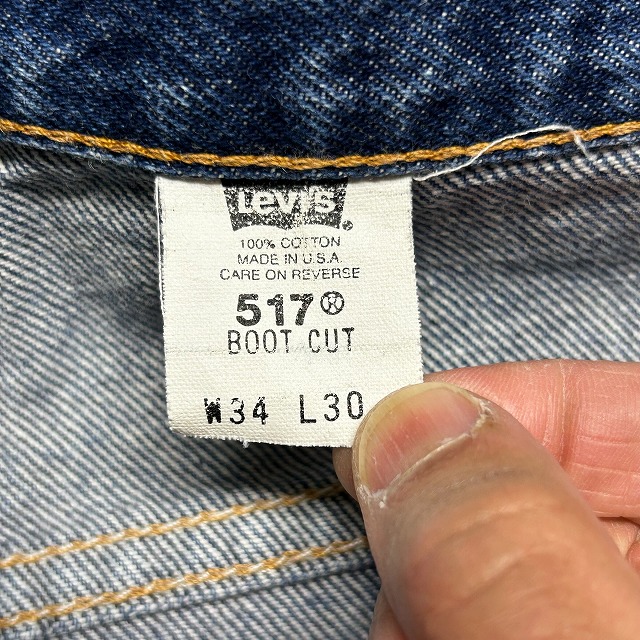 Levi's®
100% COTTON
MADE IN U.S.A.
CARE ON REVERSE
517®
BOOT CUT
W34 L30